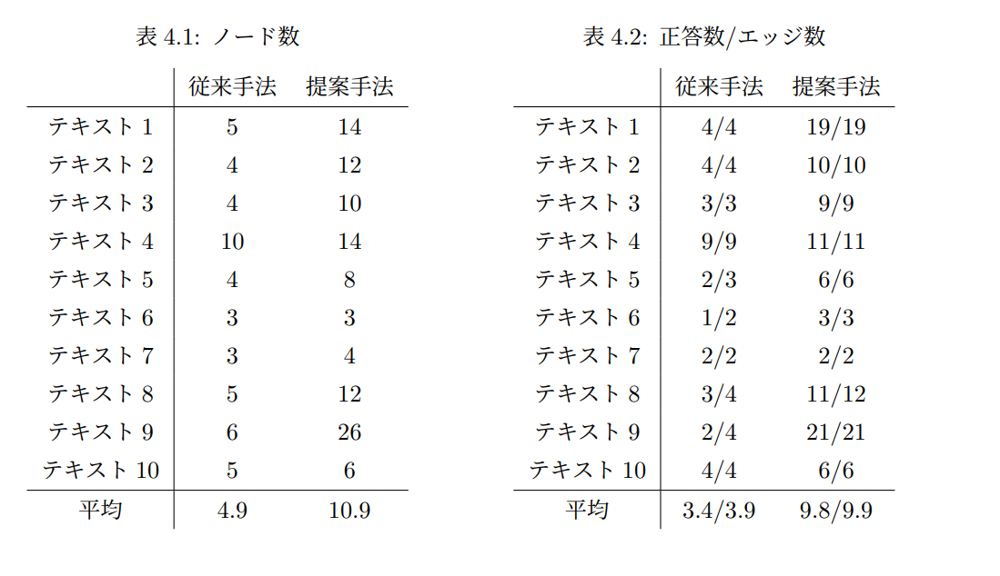 表 4.1: ノード数
従来手法 提案手法
テキスト 1 5 14
テキスト 2 4 12
テキスト 3 4 10
テキスト 4 10 14
テキスト 5 4 8
テキスト 6 3 3
テキスト 7 3 4
テキスト 8 5 12
テキスト 9 6 26
テキスト 10 5 6
平均 4.9 10.9
表 4.2: 正答数/エッジ数
従来手法 提案手法
テキスト 1 4/4 19/19
テキスト 2 4/4 10/10
テキスト 3 3/3 9/9
テキスト 4 9/9 11/11
テキスト 5 2/3 6/6
テキスト 6 1/2 3/3
テキスト 7 2/2 2/2
テキスト 8 3/4 11/12
テキスト 9 2/4 21/21
テキスト 10 4/4 6/6
平均 3.4/3.9 9.8/9.9